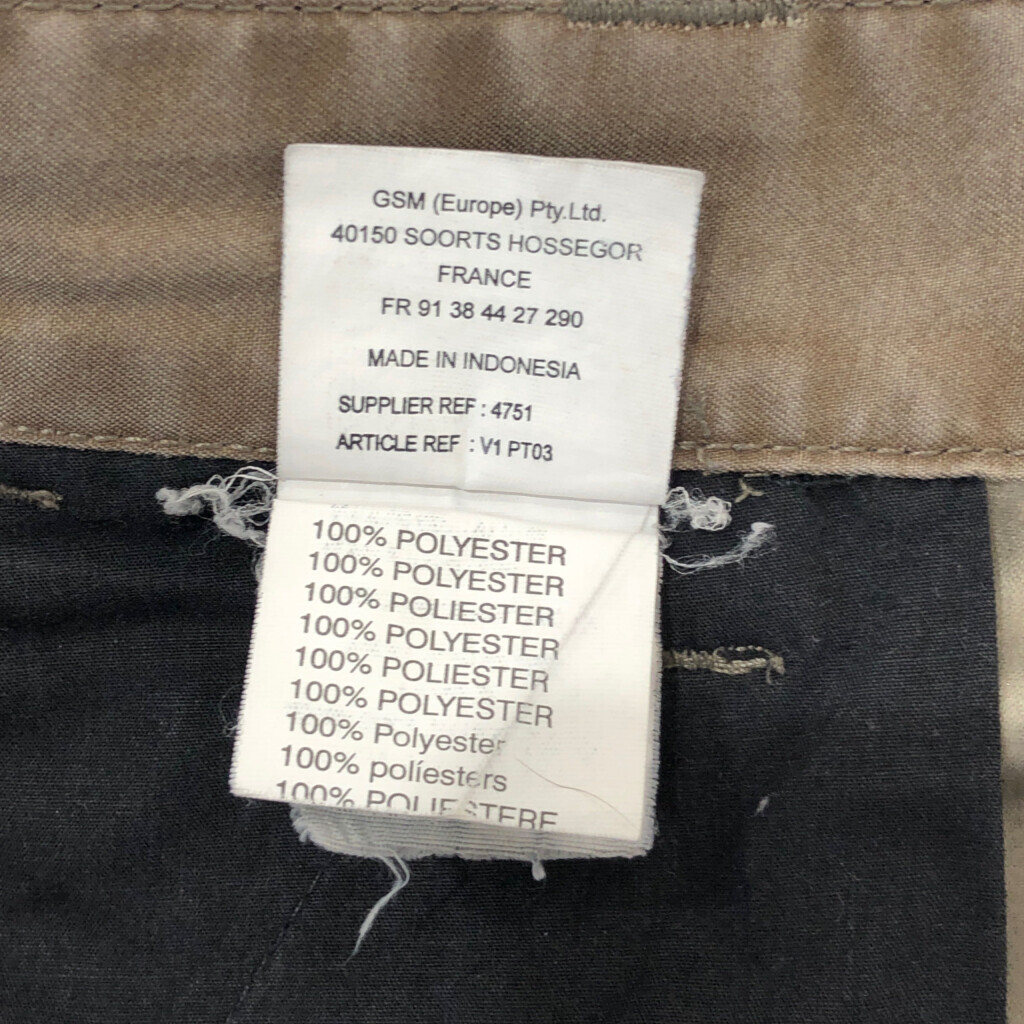 GSM (Europe) Pty.Ltd.
40150 SOORTS HOSSEGOR
FRANCE
FR 91 38 44 27 290
MADE IN INDONESIA
SUPPLIER REF : 4751
ARTICLE REF : V1 PT03
100% POLYESTER
100% POLYESTER
100% POLIESTER
100% POLYESTER
100% POLIESTER
100% POLYESTER
100% Polyester
100% políesters
100% POLIESTERE